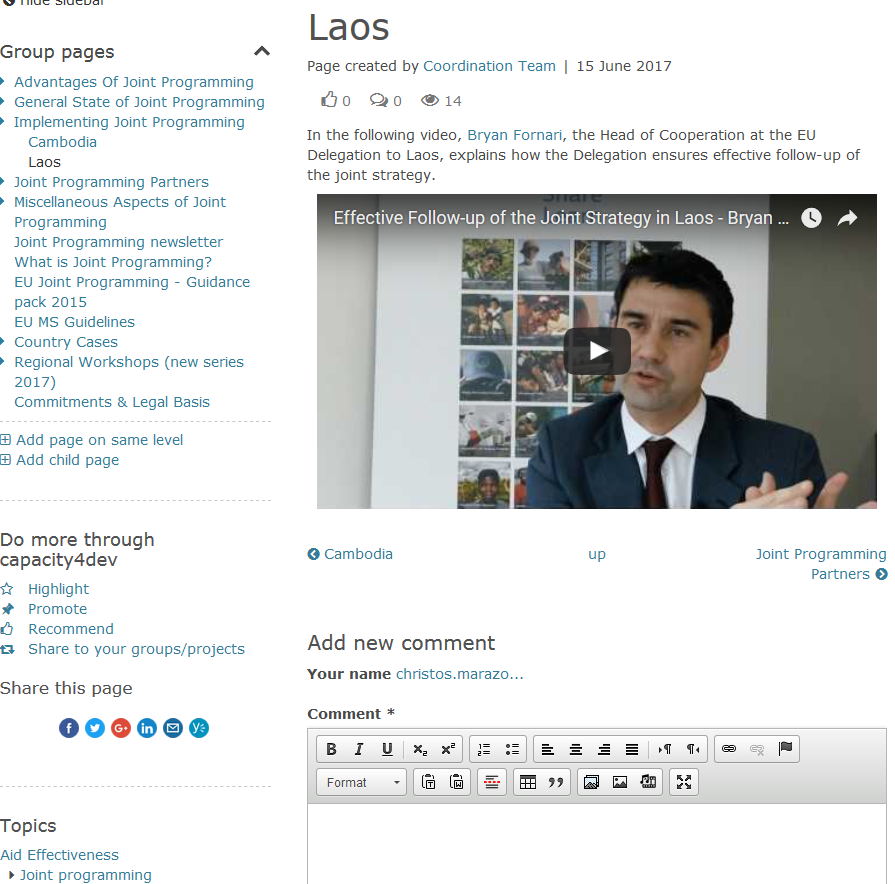 Hide sidebar
Group pages
Advantages Of Joint Programming
General State of Joint Programming
Implementing Joint Programming
Cambodia
Laos
Joint Programming Partners
Miscellaneous Aspects of Joint
Programming
Joint Programming newsletter
What is Joint Programming?
EU Joint Programming - Guidance
pack 2015
EU MS Guidelines
Country Cases
Regional Workshops (new series
2017)
Commitments & Legal Basis
Add page on same level
Add child page
Do more through
capacity4dev
Highlight
Promote
Recommend
Share to your groups/projects
Share this page
Topics
Aid Effectiveness
Joint programming
Laos
Page created by Coordination Team | 15 June 2017
0 0 14
In the following video, Bryan Fornari, the Head of Cooperation at the EU
Delegation to Laos, explains how the Delegation ensures effective follow-up of
the joint strategy.
Share
Effective Follow-up of the Joint Strategy in Laos - Bryan ...
Cambodia up Joint Programming
Partners
Add new comment
Your name christos.marazo...
Comment *
Format